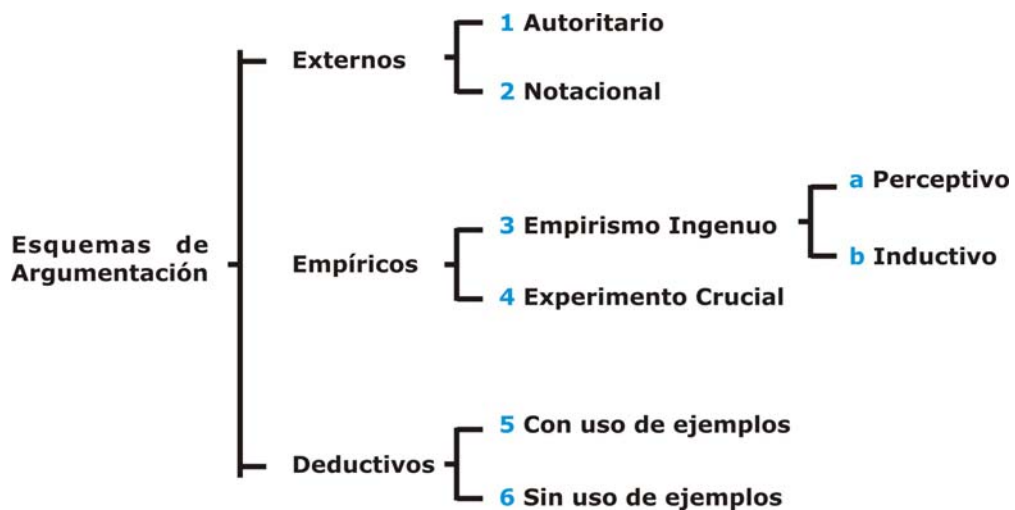 Esquemas de
Argumentación
Externos
1 Autoritario
2 Notacional
Empíricos
3 Empirismo Ingenuo
a Perceptivo
b Inductivo
4 Experimento Crucial
Deductivos
5 Con uso de ejemplos
6 Sin uso de ejemplos